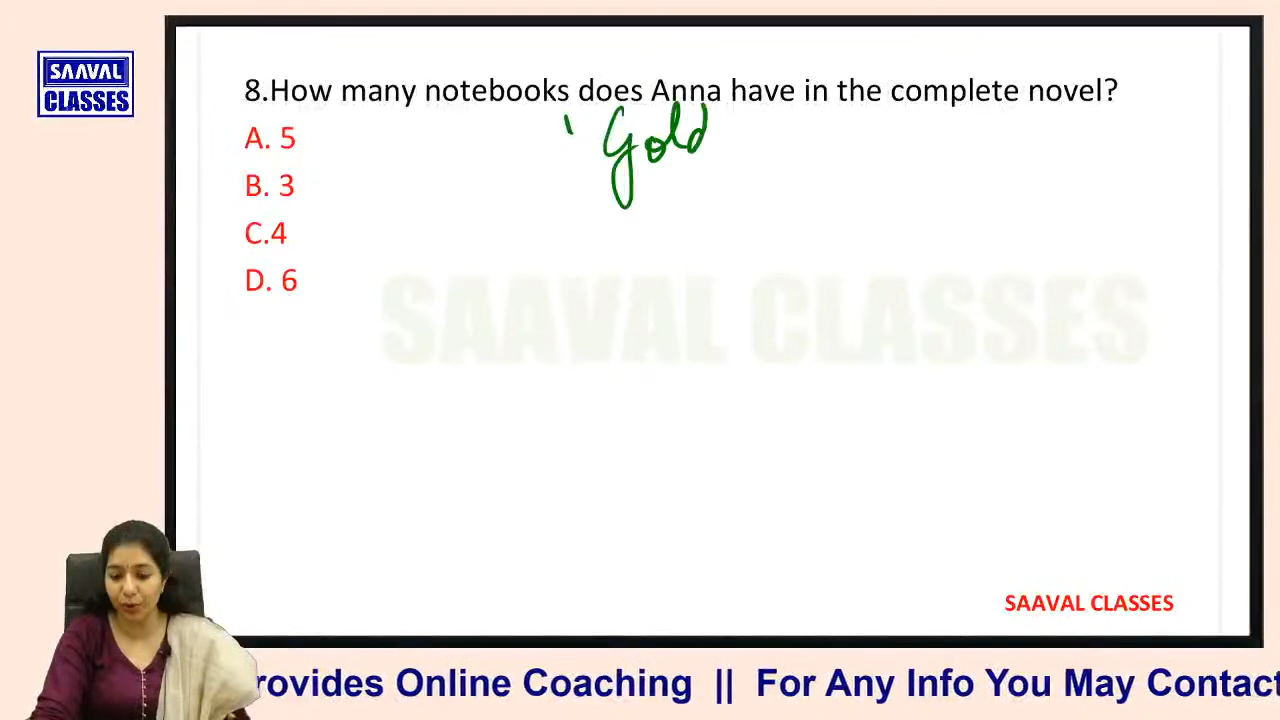 SAAVAL
CLASSES
8.How many notebooks does Anna have in the complete novel?
Gold
A. 5
B. 3
C.4
D. 6
SAAVAL CLASSES
SAAVAL CLASSES
rovides Online Coaching || For Any Info You May Contact